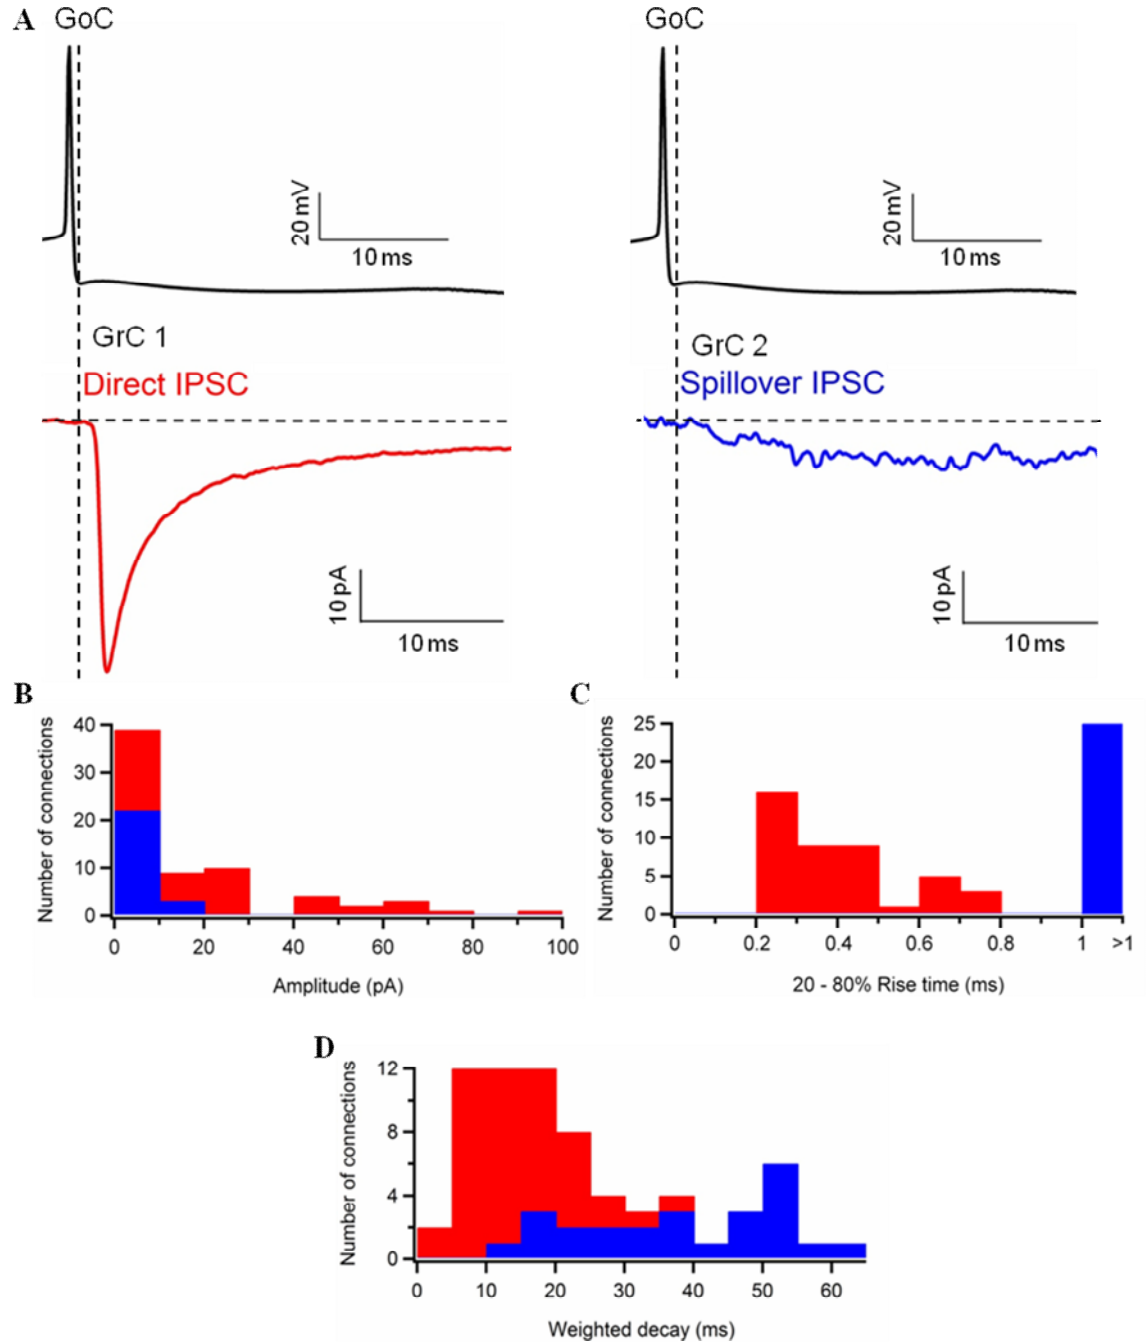 A
GoC
GoC
20 mV
10 ms
20 mV
10 ms
GrC 1
Direct IPSC
GrC 2
Spillover IPSC
10 pA
10 ms
10 pA
10 ms
B
Number of connections
40
30
20
10
0
0
20
40
60
80
100
Amplitude (pA)
C
Number of connections
25
20
15
10
5
0
0
0.2
0.4
0.6
0.8
1
>1
20 - 80% Rise time (ms)
D
Number of connections
12
8
4
0
0
10
20
30
40
50
60
Weighted decay (ms)